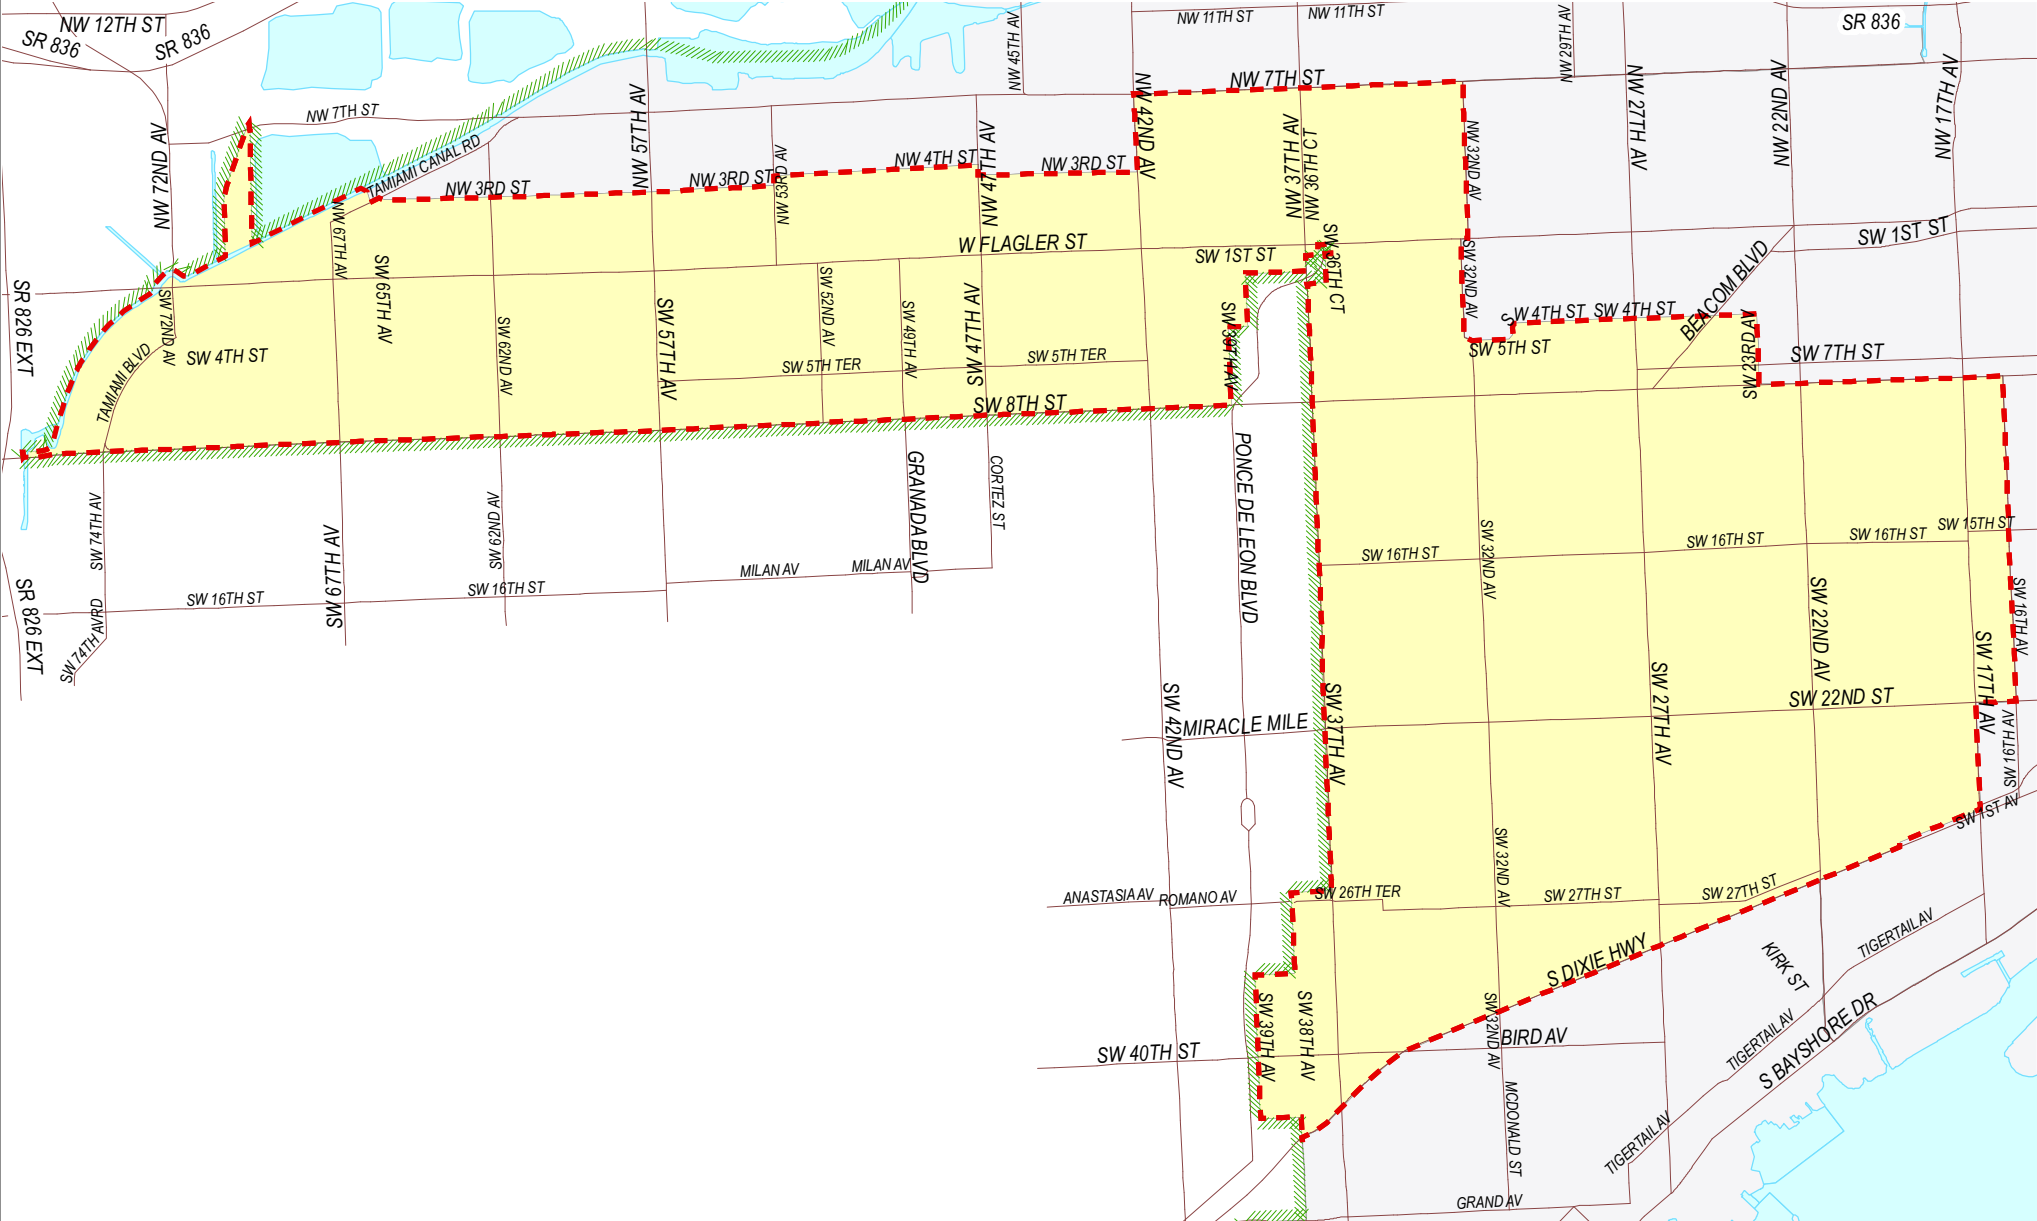 NW 12TH ST
SR 836
SR 836
NW 11TH ST
NW 11TH ST
SR 836
NW 45TH AV
NW 29TH AV
NW 7TH ST
NW 7TH ST
NW 72ND AV
NW 57TH AV
NW 42ND AV
NW 27TH AV
NW 22ND AV
NW 17TH AV
TAMIAMI CANAL RD
NW 53RD AV
NW 4TH ST
NW 47TH AV
NW 3RD ST
NW 3RD ST
NW 3RD ST
NW 37TH AV
NW 36TH CT
NW 32ND AV
NW 67TH AV
W FLAGLER ST
SW 1ST ST
SW 1ST ST
SW 36TH CT
SW 32ND AV
BEACOM BLVD
SR 826 EXT
SW 72ND AV
SW 65TH AV
SW 57TH AV
SW 52ND AV
SW 49TH AV
SW 47TH AV
SW 39TH AV
SW 4TH ST
SW 4TH ST
SW 5TH ST
SW 23RD AV
SW 7TH ST
TAMIAMI BLVD
SW 4TH ST
SW 62ND AV
SW 5TH TER
SW 5TH TER
SW 8TH ST
SW 74TH AV
SW 67TH AV
SW 62ND AV
GRANADA BLVD
CORTEZ ST
PONCE DE LEON BLVD
SW 32ND AV
SW 16TH ST
SW 16TH ST
SW 16TH ST
SW 15TH ST
SR 826 EXT
SW 74TH AVRD
SW 16TH ST
SW 16TH ST
MILAN AV
MILAN AV
SW 22ND AV
SW 16TH AV
SW 42ND AV
MIRACLE MILE
SW 37TH AV
SW 27TH AV
SW 22ND ST
SW 17TH AV
SW 16TH AV
SW 1ST AV
SW 32ND AV
ANASTASIA AV
ROMANO AV
SW 26TH TER
SW 27TH ST
SW 27TH ST
S DIXIE HWY
KIRK ST
TIGERTAIL AV
SW 39TH AV
SW 38TH AV
SW 32ND AV
SW 40TH ST
BIRD AV
TIGERTAIL AV
S BAYSHORE DR
MCDONALD ST
TIGERTAIL AV
GRAND AV